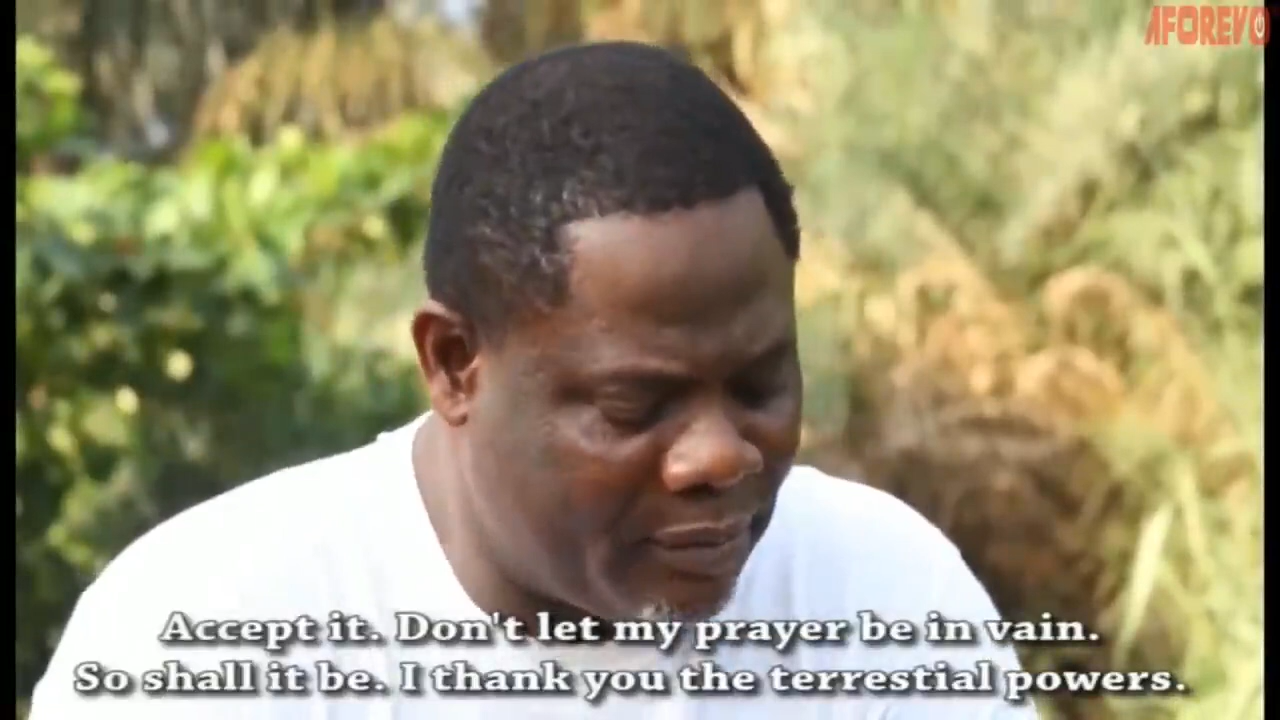 AFOREVO
Accept it. Don't let my prayer be in vain.
So shall it be. I thank you the terrestial powers.